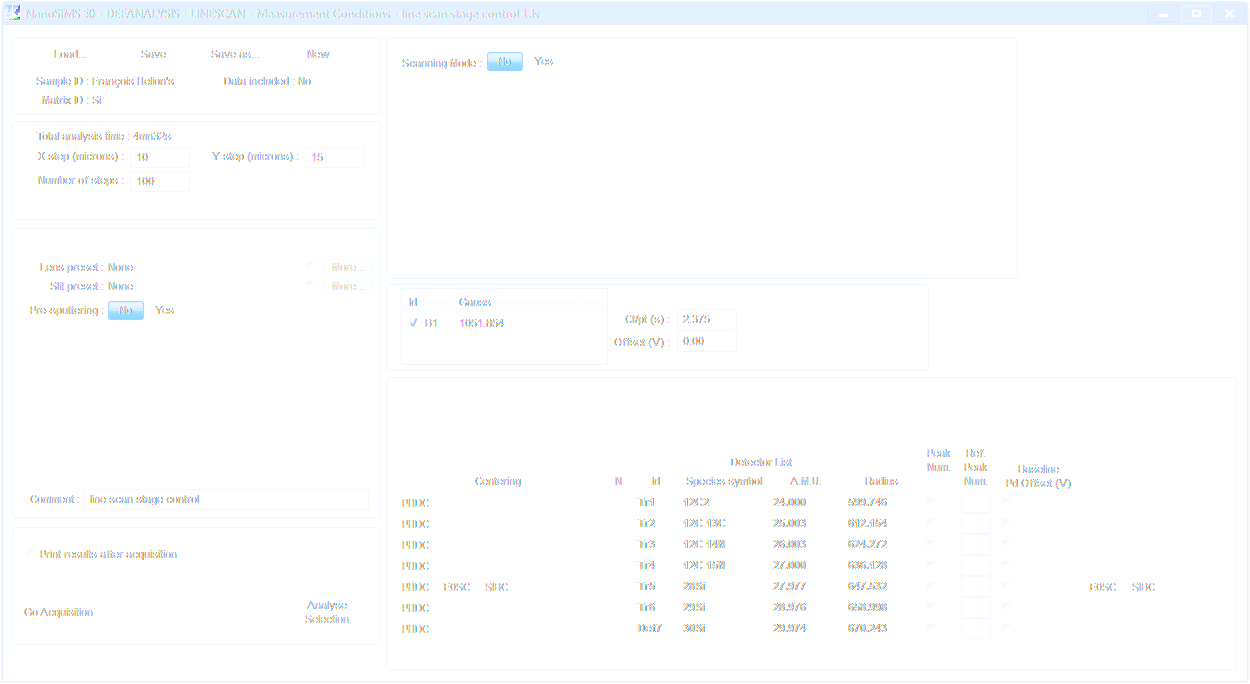 NanoSIMS 50 - DEFANALYSIS - LINESCAN - Measurement Conditions - line scan stage control 1.ls
Load... Save Save as... New
Sample ID : François Helion's Data included : No
Matrix ID : Si
Total analysis time : 4mn32s
X step (microns) : 10 Y step (microns) : 15
Number of steps : 100
Lens preset : None More...
Slit preset : None More...
Pre-sputtering : No Yes
Comment : line scan stage control
Print results after acquisition
Go Acquisition
Analyse
Selection
Scanning Mode : No Yes
Id Gauss
B1 1051.854
Ct/pt (s) : 2.375
Offset (V) : 0.00
Detector List
Centering N Id Species symbol A.M.U. Radius Peak Num. Ref. Peak Num. Baseline Pd Offset (V)
PHDC Tr1 12C2 24.000 599.746
PHDC Tr2 12C 13C 25.003 612.154
PHDC Tr3 12C 14N 26.003 624.272
PHDC Tr4 12C 15N 27.000 636.128
PHDC E0SC SIBC Tr5 28Si 27.977 647.532 E0SC SIBC
PHDC Tr6 29Si 28.976 658.998
PHDC Det7 30Si 29.974 670.243